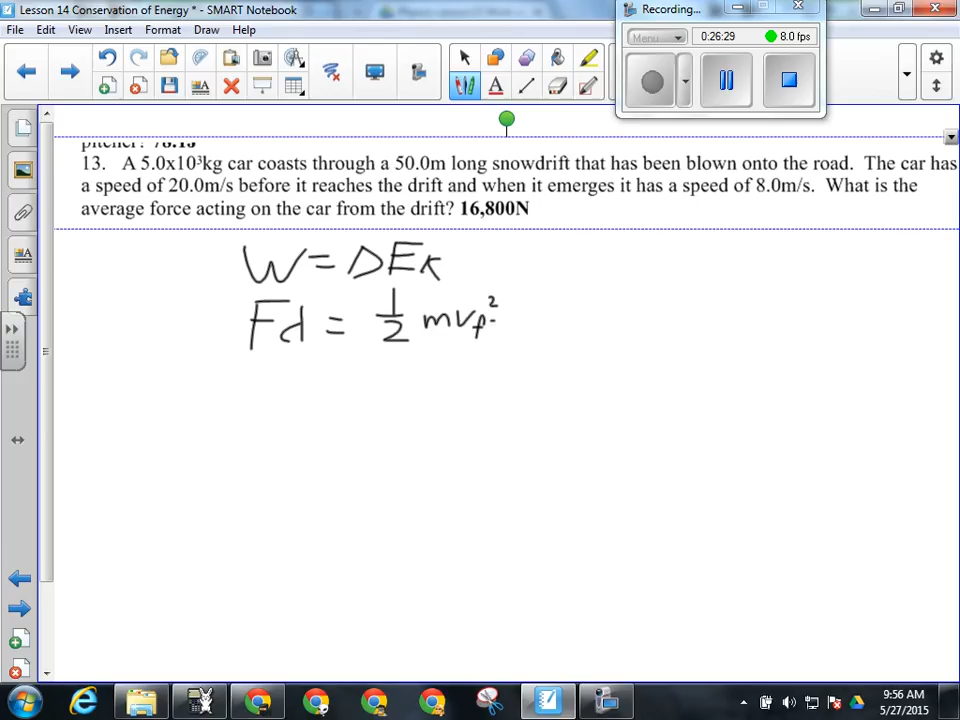 Lesson 14 Conservation of Energy * - SMART Notebook
Recording...
File Edit View Insert Format Draw Help
Menu 0:26:29 8.0 fps
pitcher? 78.1J
13. A 5.0x10³kg car coasts through a 50.0m long snowdrift that has been blown onto the road. The car has
a speed of 20.0m/s before it reaches the drift and when it emerges it has a speed of 8.0m/s. What is the
average force acting on the car from the drift? 16,800N
W = ΔEk
Fd = 1/2 mvf²
9:56 AM
5/27/2015